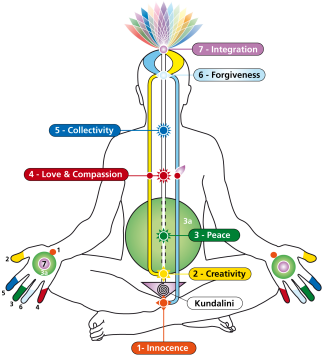 7 - Integration
6 - Forgiveness
5 - Collectivity
4 - Love & Compassion
3a
3 - Peace
2 - Creativity
Kundalini
1- Innocence
1
2
7
3a
5
3
6
4